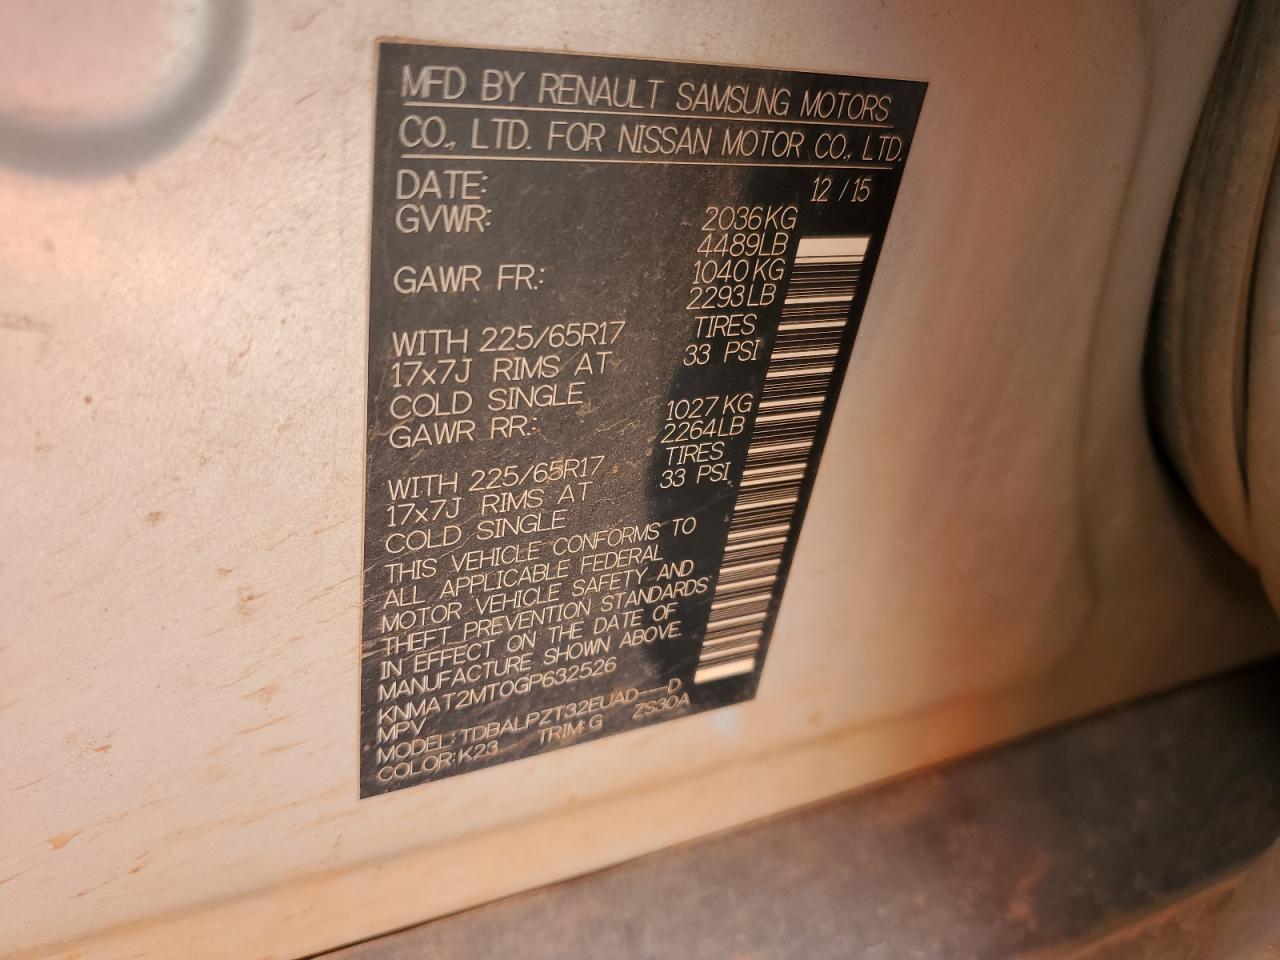 MFD BY RENAULT SAMSUNG MOTORS
CO., LTD. FOR NISSAN MOTOR CO., LTD.
DATE: 12 / 15
GVWR: 2036KG
4489LB
GAWR FR: 1040KG
2293LB
WITH 225/65R17 TIRES
17x7J RIMS AT 33 PSI
COLD SINGLE
GAWR RR: 1027KG
2264LB
WITH 225/65R17 TIRES
17x7J RIMS AT 33 PSI
COLD SINGLE
THIS VEHICLE CONFORMS TO
ALL APPLICABLE FEDERAL
MOTOR VEHICLE SAFETY AND
THEFT PREVENTION STANDARDS
IN EFFECT ON THE DATE OF
MANUFACTURE SHOWN ABOVE.
KNMAT2MT0GP632526
MPV
MODEL: TDBALPZT32EUAD---D
COLOR: K23 TRIM: G ZS30A